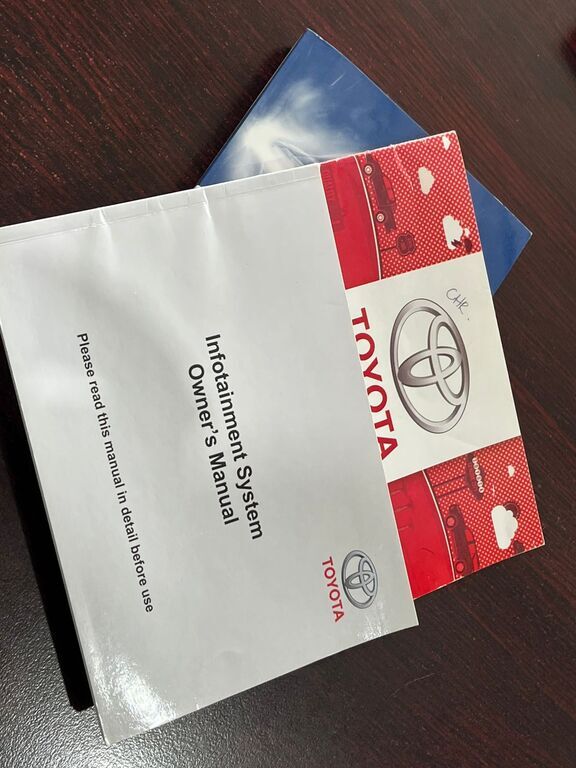 Infotainment System
Owner's Manual
Please read this manual in detail before use
TOYOTA
CHR.
TOYOTA